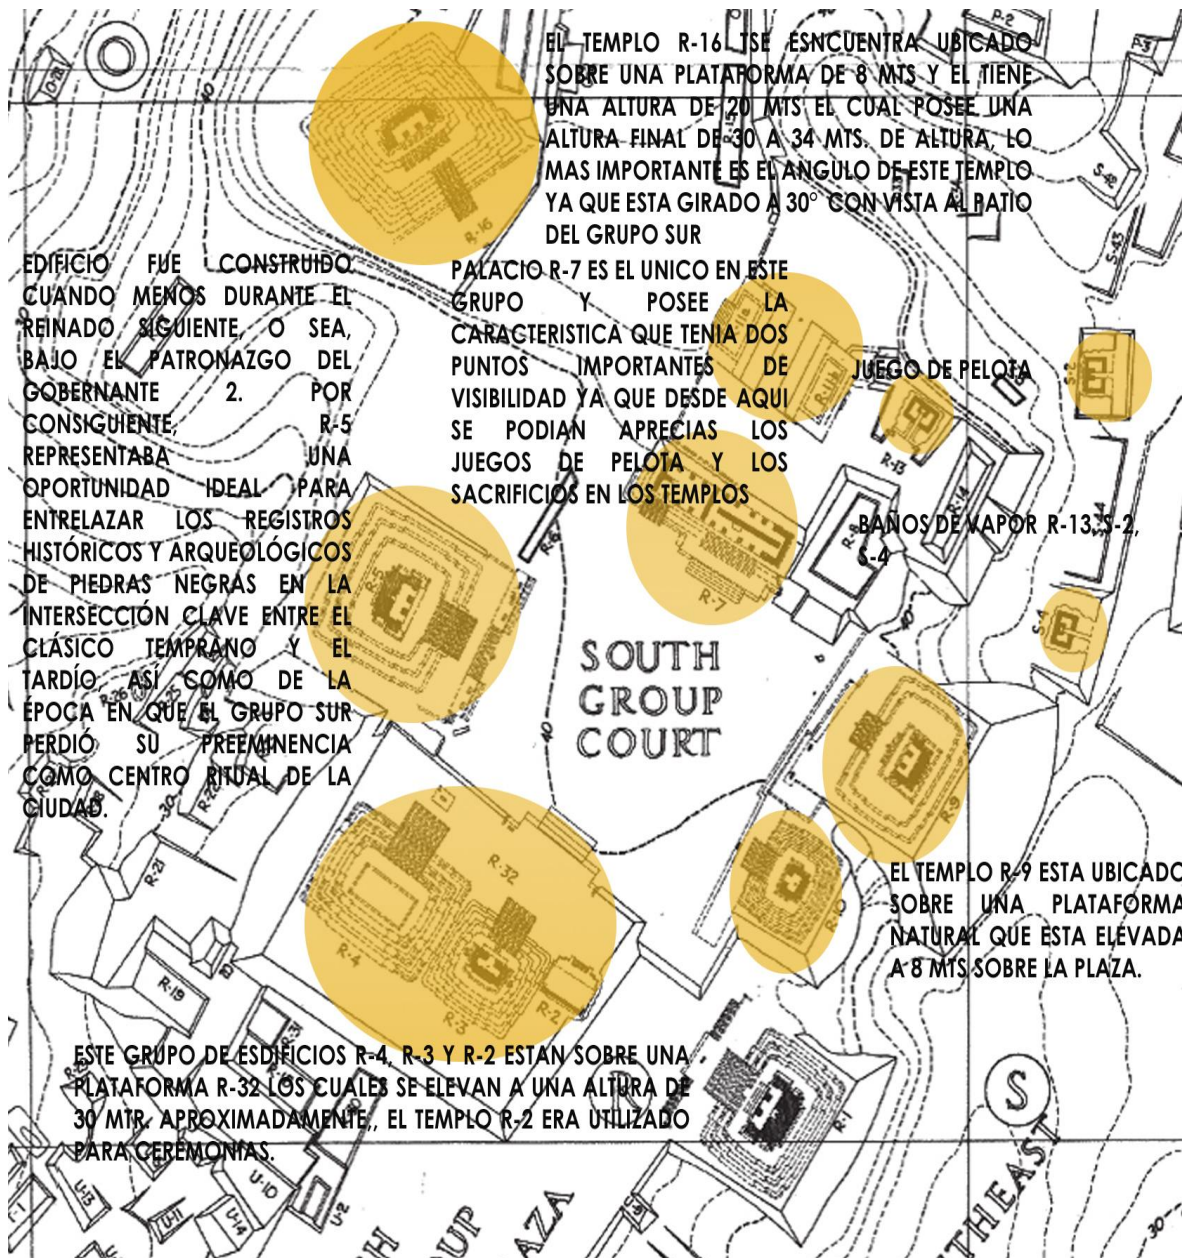 EL TEMPLO R-16 TSE ESNCUENTRA UBICADO
SOBRE UNA PLATAFORMA DE 8 MTS Y EL TIENE
UNA ALTURA DE 20 MTS EL CUAL POSEE UNA
ALTURA FINAL DE 30 A 34 MTS. DE ALTURA, LO
MAS IMPORTANTE ES EL ANGULO DE ESTE TEMPLO
YA QUE ESTA GIRADO A 30° CON VISTA AL PATIO
DEL GRUPO SUR
EDIFICIO FUE CONSTRUIDO
CUANDO MENOS DURANTE EL
REINADO SIGUIENTE, O SEA,
BAJO EL PATRONAZGO DEL
GOBERNANTE 2. POR
CONSIGUIENTE, R-5
REPRESENTABA UNA
OPORTUNIDAD IDEAL PARA
ENTRELAZAR LOS REGISTROS
HISTÓRICOS Y ARQUEOLÓGICOS
DE PIEDRAS NEGRAS EN LA
INTERSECCIÓN CLAVE ENTRE EL
CLÁSICO TEMPRANO Y EL
TARDÍO, ASÍ COMO DE LA
ÉPOCA EN QUE EL GRUPO SUR
PERDIÓ SU PREEMINENCIA
COMO CENTRO RITUAL DE LA
CIUDAD.
PALACIO R-7 ES EL UNICO EN ESTE
GRUPO Y POSEE LA
CARACTERISTICA QUE TENIA DOS
PUNTOS IMPORTANTES DE
VISIBILIDAD YA QUE DESDE AQUI
SE PODIAN APRECIAS LOS
JUEGOS DE PELOTA Y LOS
SACRIFICIOS EN LOS TEMPLOS
JUEGO DE PELOTA
BANOS DE VAPOR R-13, S-2,
S-4
SOUTH
GROUP
COURT
EL TEMPLO R-9 ESTA UBICADO
SOBRE UNA PLATAFORMA
NATURAL QUE ESTA ELEVADA
A 8 MTS SOBRE LA PLAZA.
ESTE GRUPO DE ESDIFICIOS R-4, R-3 Y R-2 ESTAN SOBRE UNA
PLATAFORMA R-32 LOS CUALES SE ELEVAN A UNA ALTURA DE
30 MTR. APROXIMADAMENTE,, EL TEMPLO R-2 ERA UTILIZADO
PARA CEREMONIAS.
P-2
R-16
S-2
R-13
R-14
R-8
R-6
R-7
S-4
R-9
R-32
R-4
R-3
R-2
R-21
R-19
R-1
S
U-13
U-11
U-10
U-14
40
30
30